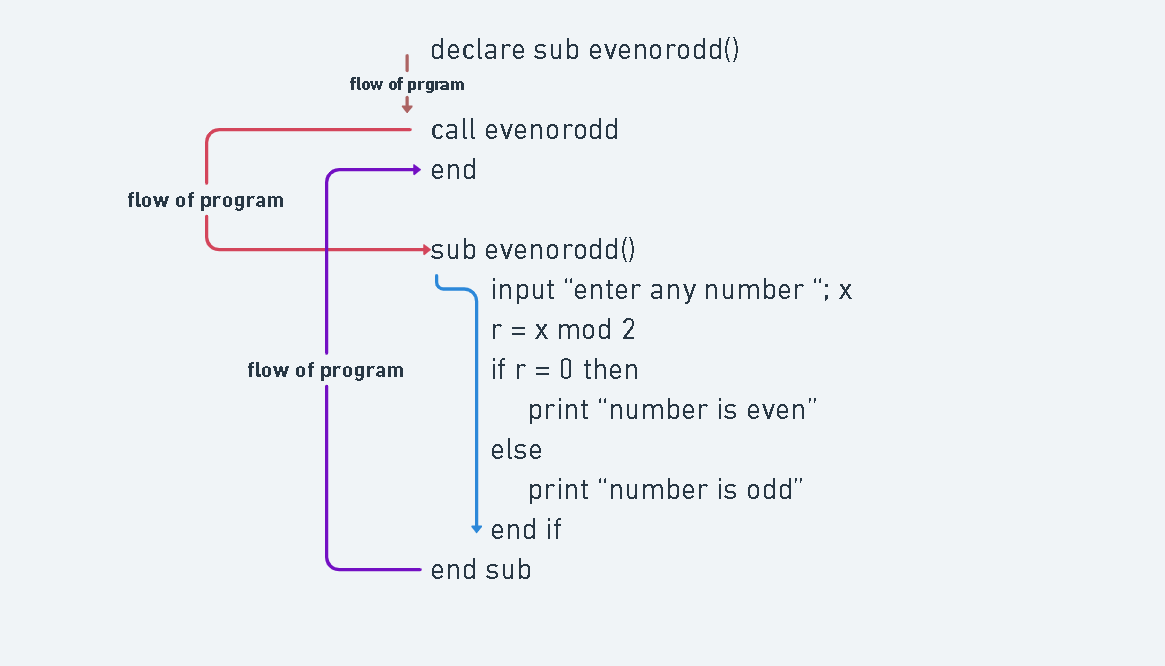 declare sub evenorodd()
flow of prgram
call evenorodd
end
flow of program
sub evenorodd()
input “enter any number “; x
r = x mod 2
if r = 0 then
flow of program
print “number is even”
else
print “number is odd”
end if
end sub